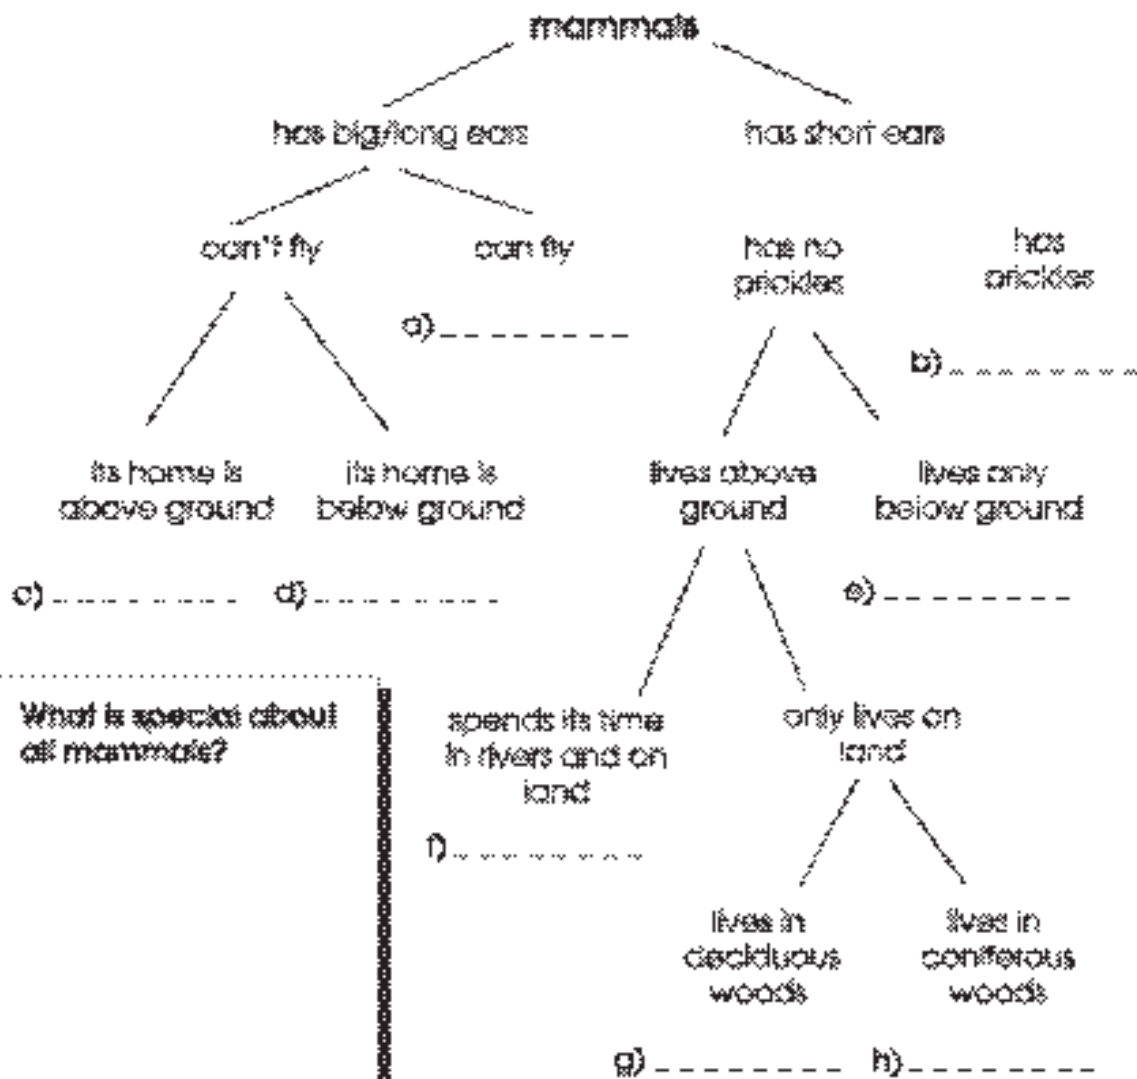 mammals
has big/long ears
has short ears
can't fly
can fly
has no
prickles
has
prickles
a) _ _ _ _ _ _ _ _
b) _ _ _ _ _ _ _ _
its home is
above ground
its home is
below ground
lives above
ground
lives only
below ground
c) _ _ _ _ _ _ _ _
d) _ _ _ _ _ _ _ _
e) _ _ _ _ _ _ _ _
What is special about
all mammals?
spends its time
in rivers and on
land
only lives on
land
f) _ _ _ _ _ _ _ _
lives in
deciduous
woods
lives in
coniferous
woods
g) _ _ _ _ _ _ _ _
h) _ _ _ _ _ _ _ _